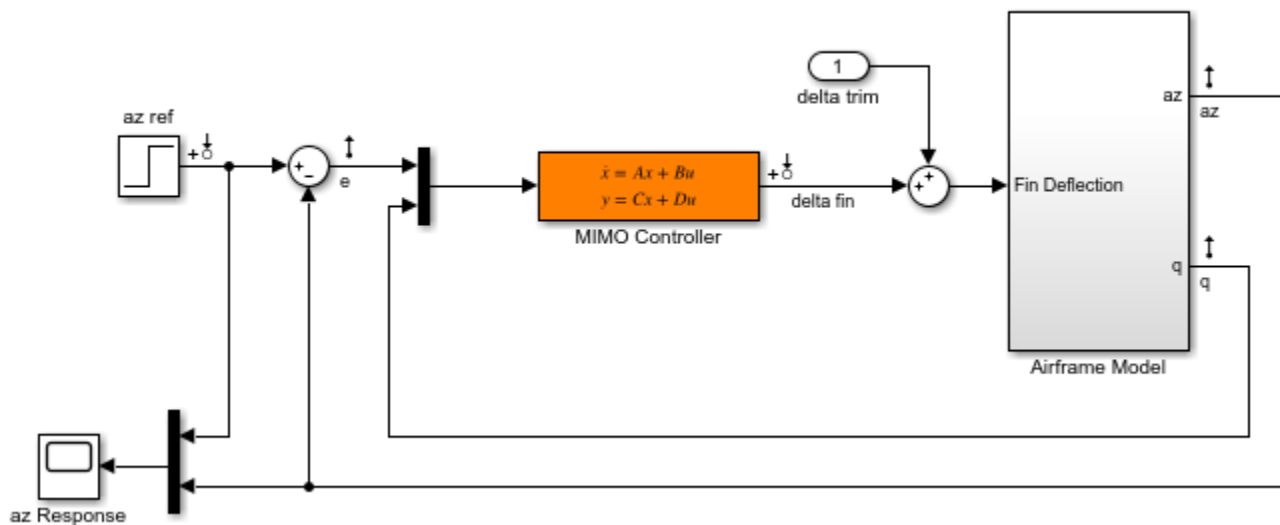 az ref
+
+
−
e
ẋ = Ax + Bu
y = Cx + Du
MIMO Controller
+
delta fin
1
delta trim
+
+
Fin Deflection
az
az
q
q
Airframe Model
az Response